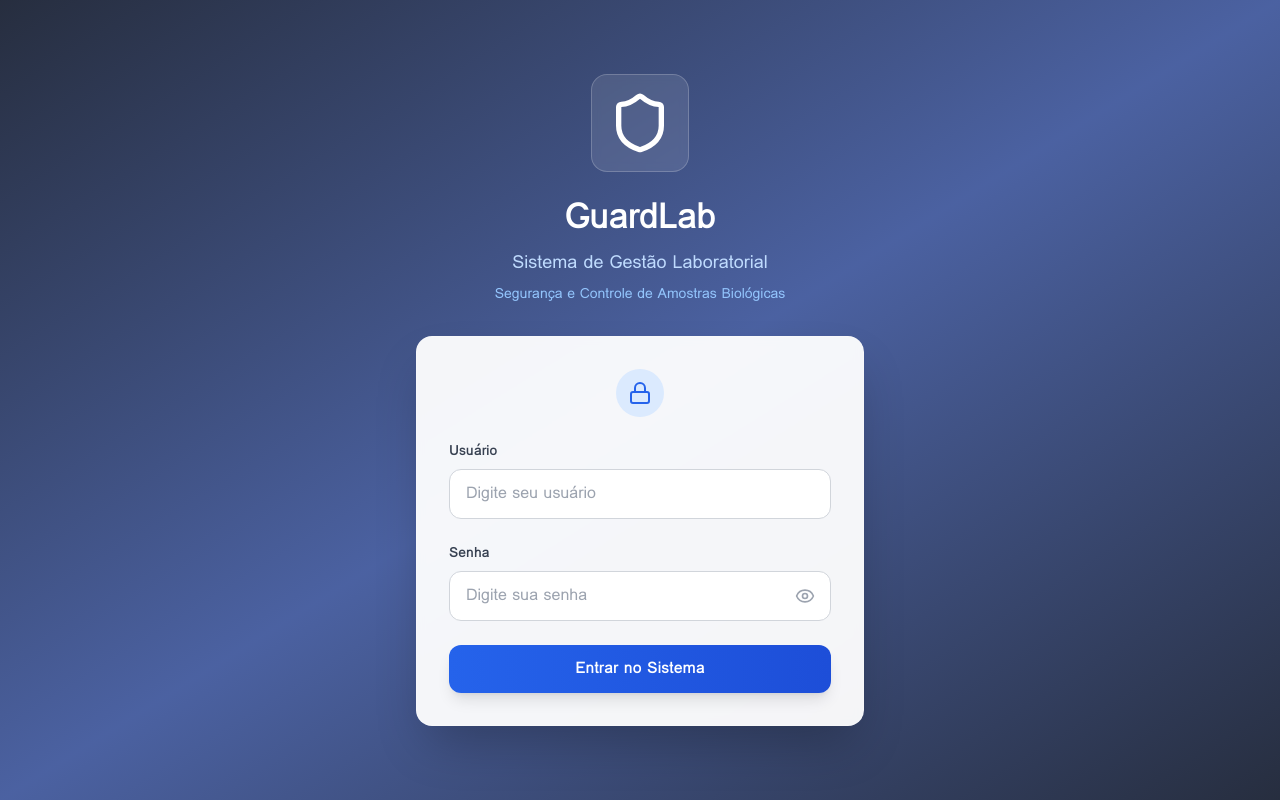 GuardLab
Sistema de Gestão Laboratorial
Segurança e Controle de Amostras Biológicas
Usuário
Digite seu usuário
Senha
Digite sua senha
Entrar no Sistema